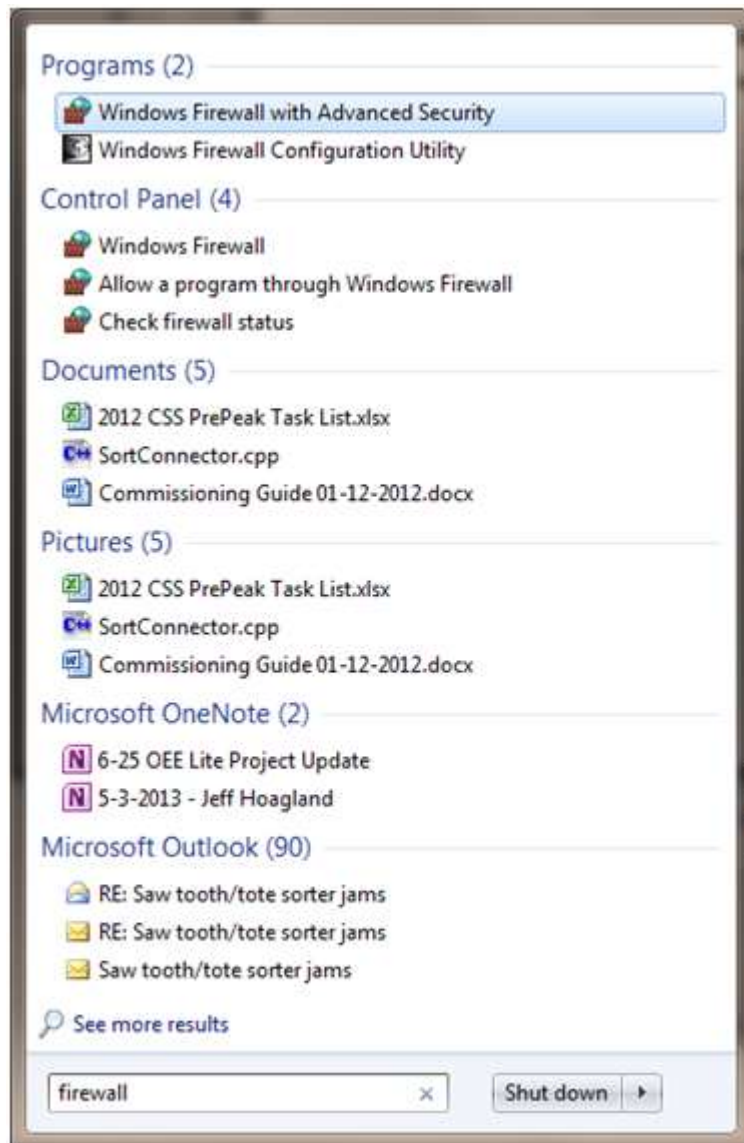 Programs (2)
Windows Firewall with Advanced Security
Windows Firewall Configuration Utility
Control Panel (4)
Windows Firewall
Allow a program through Windows Firewall
Check firewall status
Documents (5)
2012 CSS PrePeak Task List.xlsx
SortConnector.cpp
Commissioning Guide 01-12-2012.docx
Pictures (5)
2012 CSS PrePeak Task List.xlsx
SortConnector.cpp
Commissioning Guide 01-12-2012.docx
Microsoft OneNote (2)
6-25 OEE Lite Project Update
5-3-2013 - Jeff Hoagland
Microsoft Outlook (90)
RE: Saw tooth/tote sorter jams
RE: Saw tooth/tote sorter jams
Saw tooth/tote sorter jams
See more results
firewall Shut down